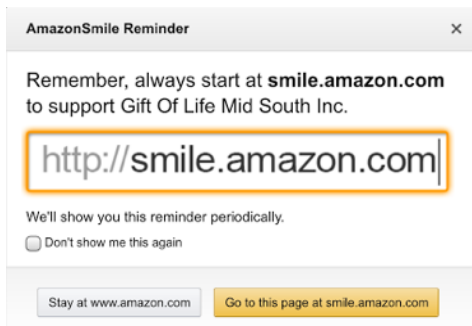 AmazonSmile Reminder
Remember, always start at smile.amazon.com
to support Gift Of Life Mid South Inc.
http://smile.amazon.com
We'll show you this reminder periodically.
Don't show me this again
Stay at www.amazon.com Go to this page at smile.amazon.com